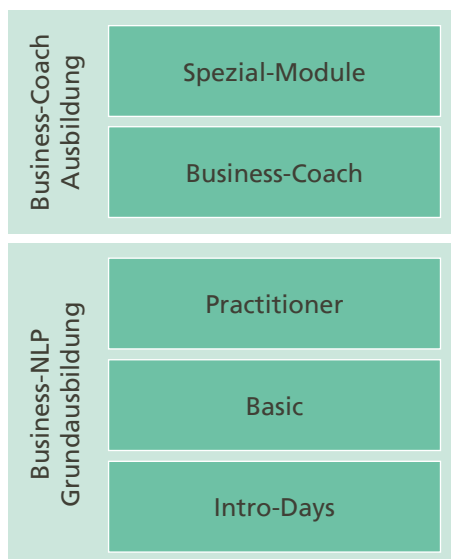 Business-Coach
Ausbildung
Spezial-Module
Business-Coach
Business-NLP
Grundausbildung
Practitioner
Basic
Intro-Days